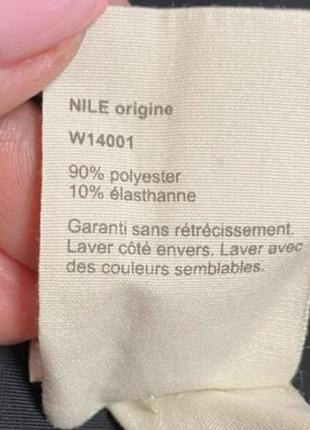 NILE origine
W14001
90% polyester
10% élasthanne
Garanti sans rétrécissement.
Laver côté envers. Laver avec
des couleurs semblables.